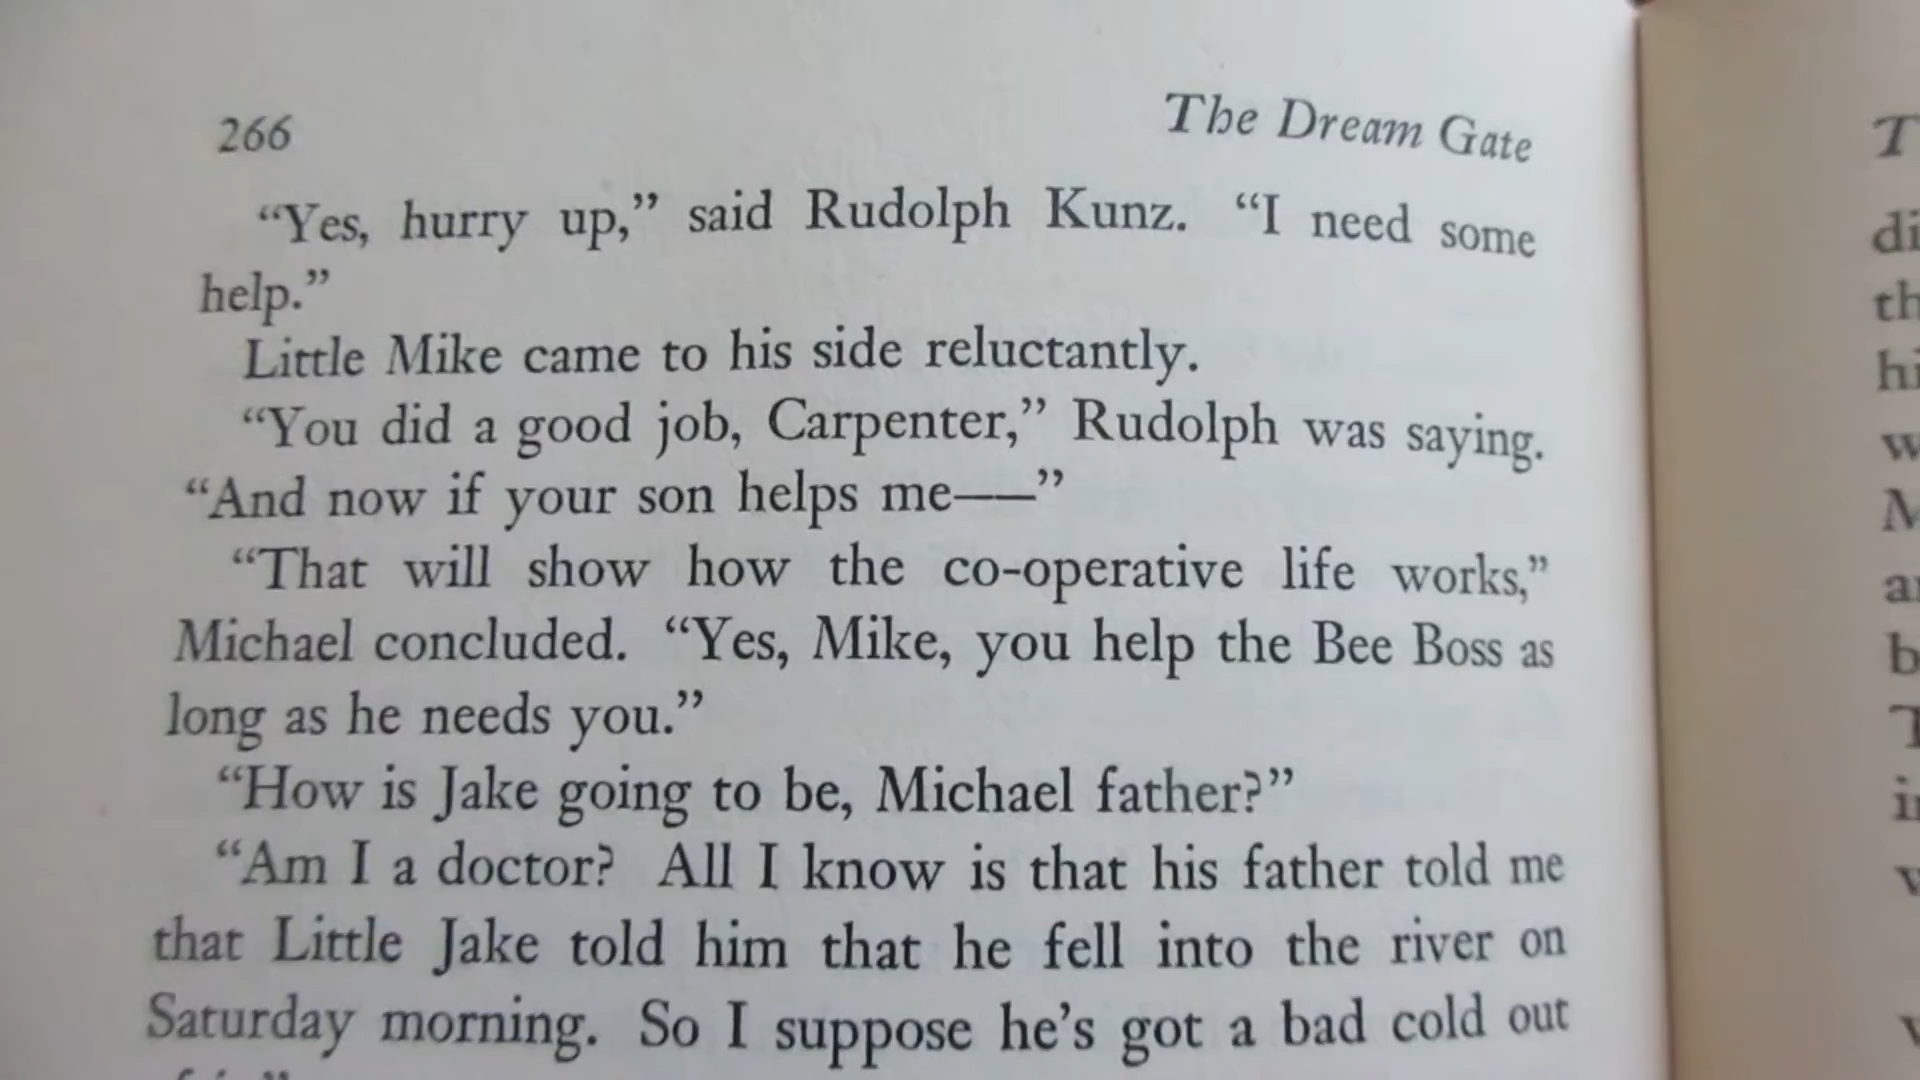 266
The Dream Gate
“Yes, hurry up,” said Rudolph Kunz. “I need some
help.”
Little Mike came to his side reluctantly.
“You did a good job, Carpenter,” Rudolph was saying.
“And now if your son helps me——”
“That will show how the co-operative life works,”
Michael concluded. “Yes, Mike, you help the Bee Boss as
long as he needs you.”
“How is Jake going to be, Michael father?”
“Am I a doctor? All I know is that his father told me
that Little Jake told him that he fell into the river on
Saturday morning. So I suppose he’s got a bad cold out